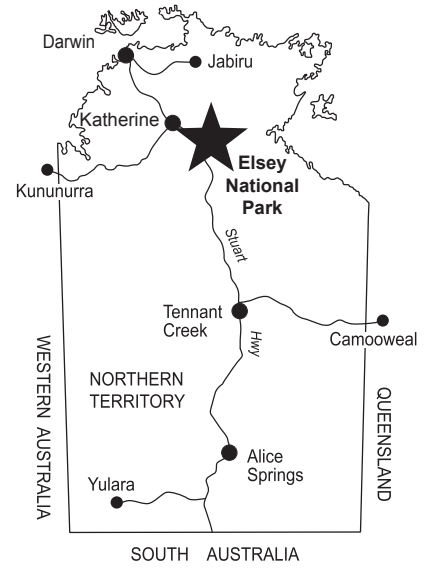 Darwin
Jabiru
Katherine
Elsey
National
Park
Kununurra
Stuart
Tennant
Creek
Hwy
Camooweal
WESTERN AUSTRALIA
NORTHERN
TERRITORY
QUEENSLAND
Alice
Springs
Yulara
SOUTH AUSTRALIA